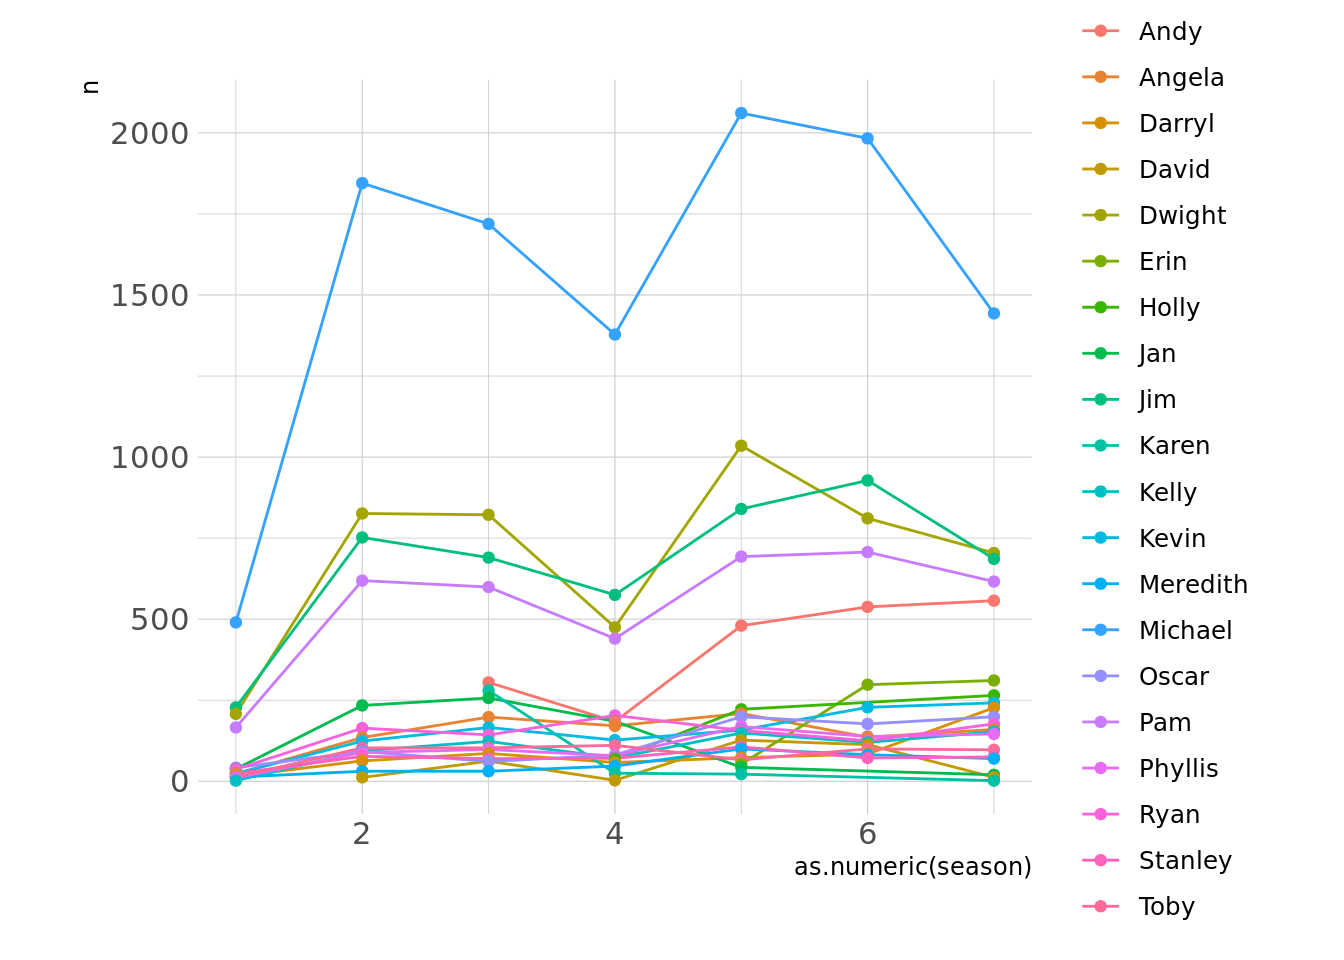 n
2000
1500
1000
500
0
2 4 6
as.numeric(season)
Andy
Angela
Darryl
David
Dwight
Erin
Holly
Jan
Jim
Karen
Kelly
Kevin
Meredith
Michael
Oscar
Pam
Phyllis
Ryan
Stanley
Toby